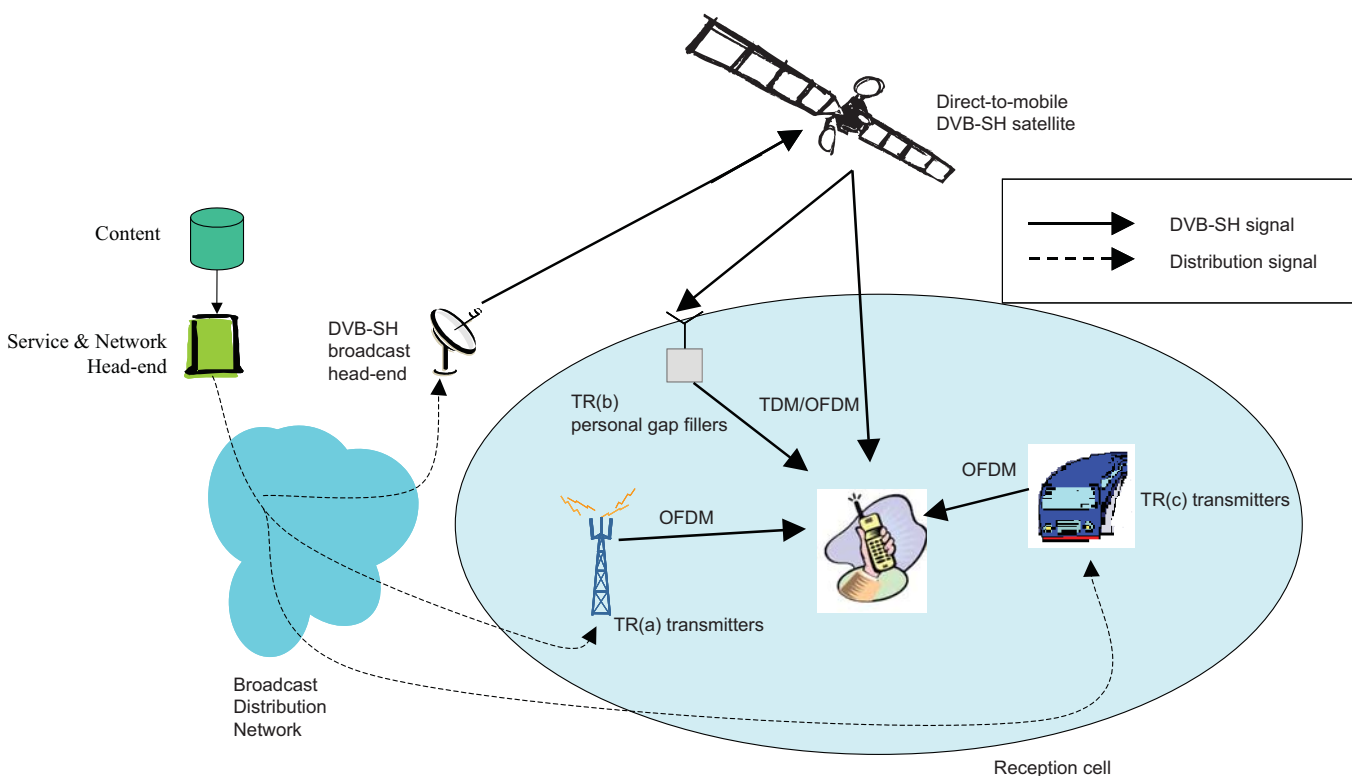 Direct-to-mobile
DVB-SH satellite
DVB-SH signal
Distribution signal
Content
Service & Network
Head-end
DVB-SH
broadcast
head-end
TR(b)
personal gap fillers
TDM/OFDM
OFDM
TR(c) transmitters
OFDM
TR(a) transmitters
Broadcast
Distribution
Network
Reception cell